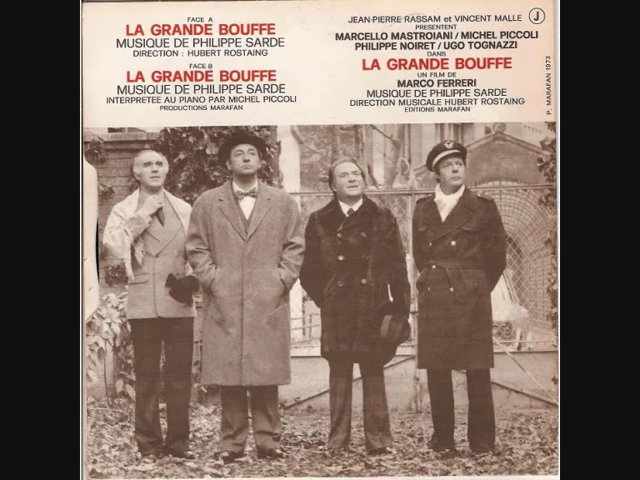 FACE A
LA GRANDE BOUFFE
MUSIQUE DE PHILIPPE SARDE
DIRECTION : HUBERT ROSTAING
FACE B
LA GRANDE BOUFFE
MUSIQUE DE PHILIPPE SARDE
INTERPRETEE AU PIANO PAR MICHEL PICCOLI
PRODUCTIONS MARAFAN
JEAN-PIERRE RASSAM et VINCENT MALLE
PRESENTENT
MARCELLO MASTROIANI / MICHEL PICCOLI
PHILIPPE NOIRET / UGO TOGNAZZI
DANS
LA GRANDE BOUFFE
UN FILM DE
MARCO FERRERI
MUSIQUE DE PHILIPPE SARDE
DIRECTION MUSICALE HUBERT ROSTAING
EDITIONS MARAFAN
J
P. MARAFAN 1973